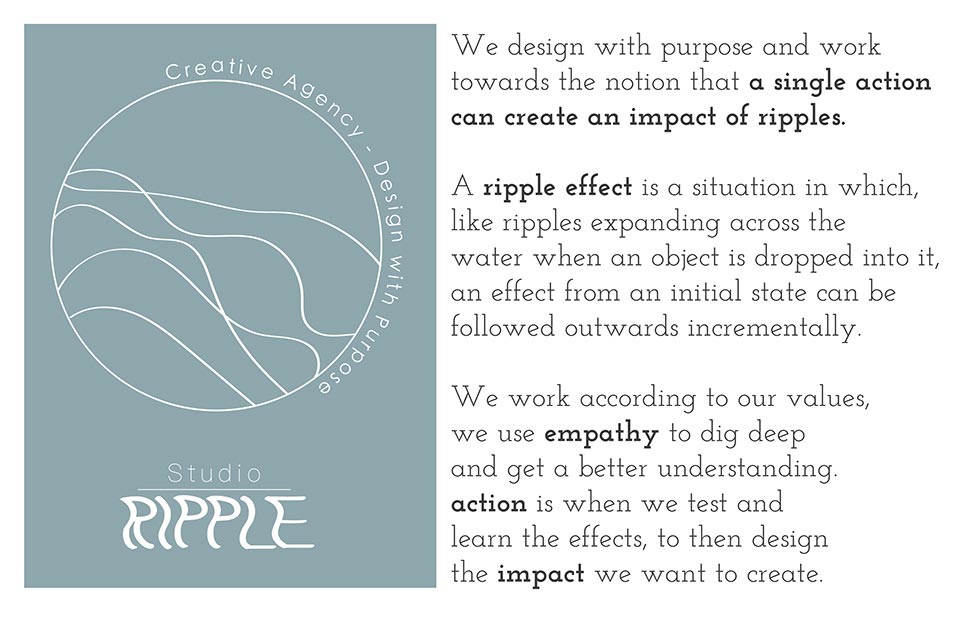 Creative Agency - Design with Purpose
Studio
RIPPLE
We design with purpose and work
towards the notion that a single action
can create an impact of ripples.
A ripple effect is a situation in which,
like ripples expanding across the
water when an object is dropped into it,
an effect from an initial state can be
followed outwards incrementally.
We work according to our values,
we use empathy to dig deep
and get a better understanding.
action is when we test and
learn the effects, to then design
the impact we want to create.